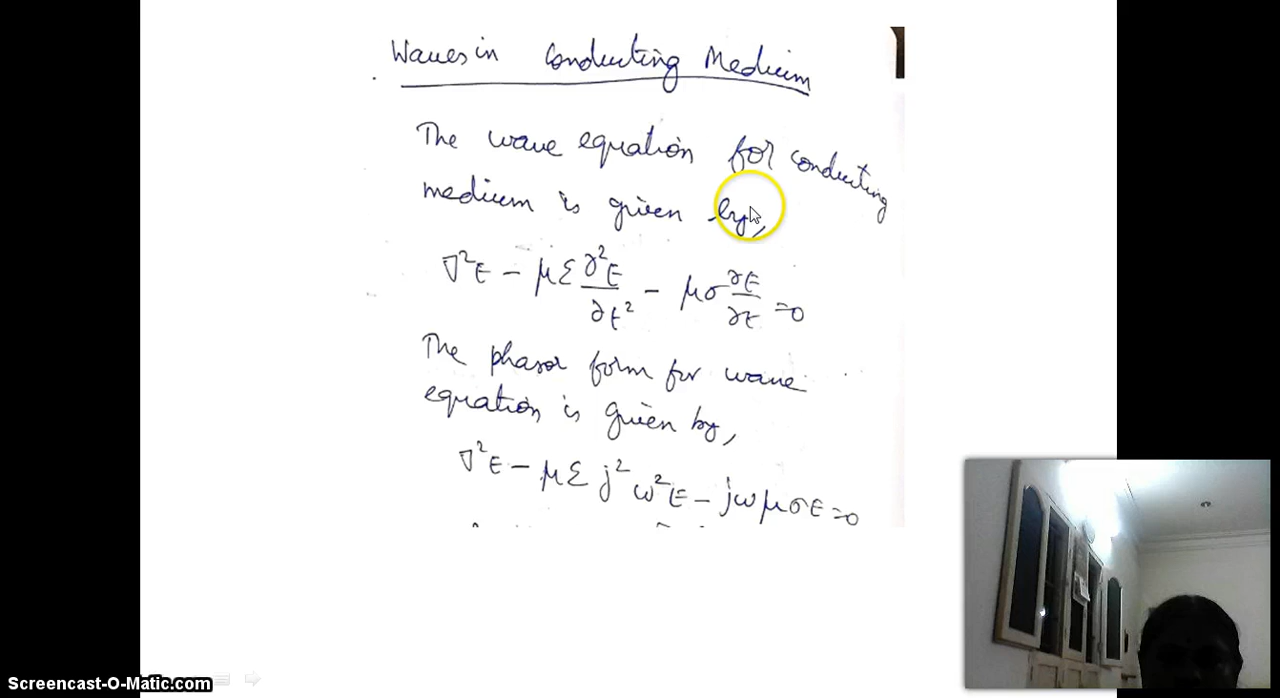 Waves in Conducting Medium
The wave equation for conducting
medium is given by,
∇²E − με ∂²E/∂t² − μσ ∂E/∂t = 0
The phasor form for wave
equation is given by,
∇²E − με j²ω²E − jωμσE = 0
Screencast-O-Matic.com